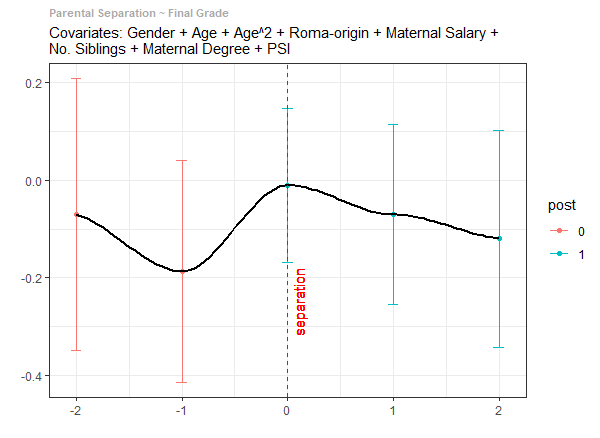 Parental Separation ~ Final Grade
Covariates: Gender + Age + Age^2 + Roma-origin + Maternal Salary +
No. Siblings + Maternal Degree + PSI
0.2
0.0
-0.2
-0.4
separation
-2
-1
0
1
2
post
0
1